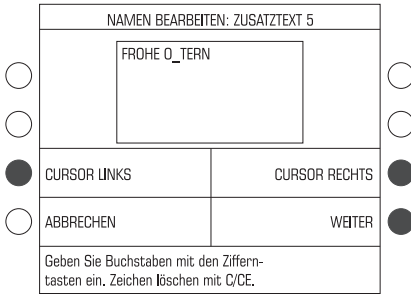 NAMEN BEARBEITEN: ZUSATZTEXT 5
FROHE O_TERN
CURSOR LINKS
CURSOR RECHTS
ABBRECHEN
WEITER
Geben Sie Buchstaben mit den Ziffern-
tasten ein. Zeichen löschen mit C/CE.